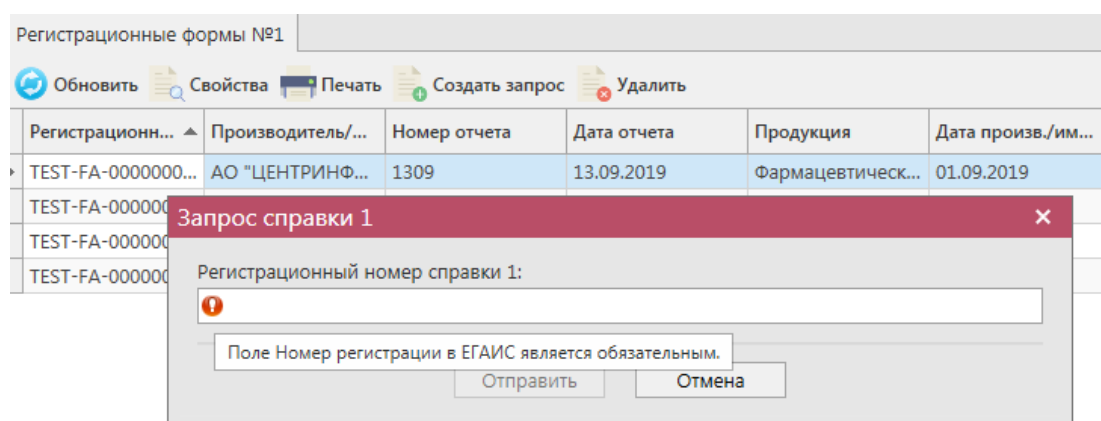 Регистрационные формы №1
Обновить Свойства Печать Создать запрос Удалить
Регистрационн... Производитель/... Номер отчета Дата отчета Продукция Дата произв./им...
TEST-FA-0000000... АО "ЦЕНТРИНФ... 1309 13.09.2019 Фармацевтическ... 01.09.2019
TEST-FA-000000
Запрос справки 1
TEST-FA-000000
Регистрационный номер справки 1:
TEST-FA-000000
Поле Номер регистрации в ЕГАИС является обязательным.
Отправить Отмена